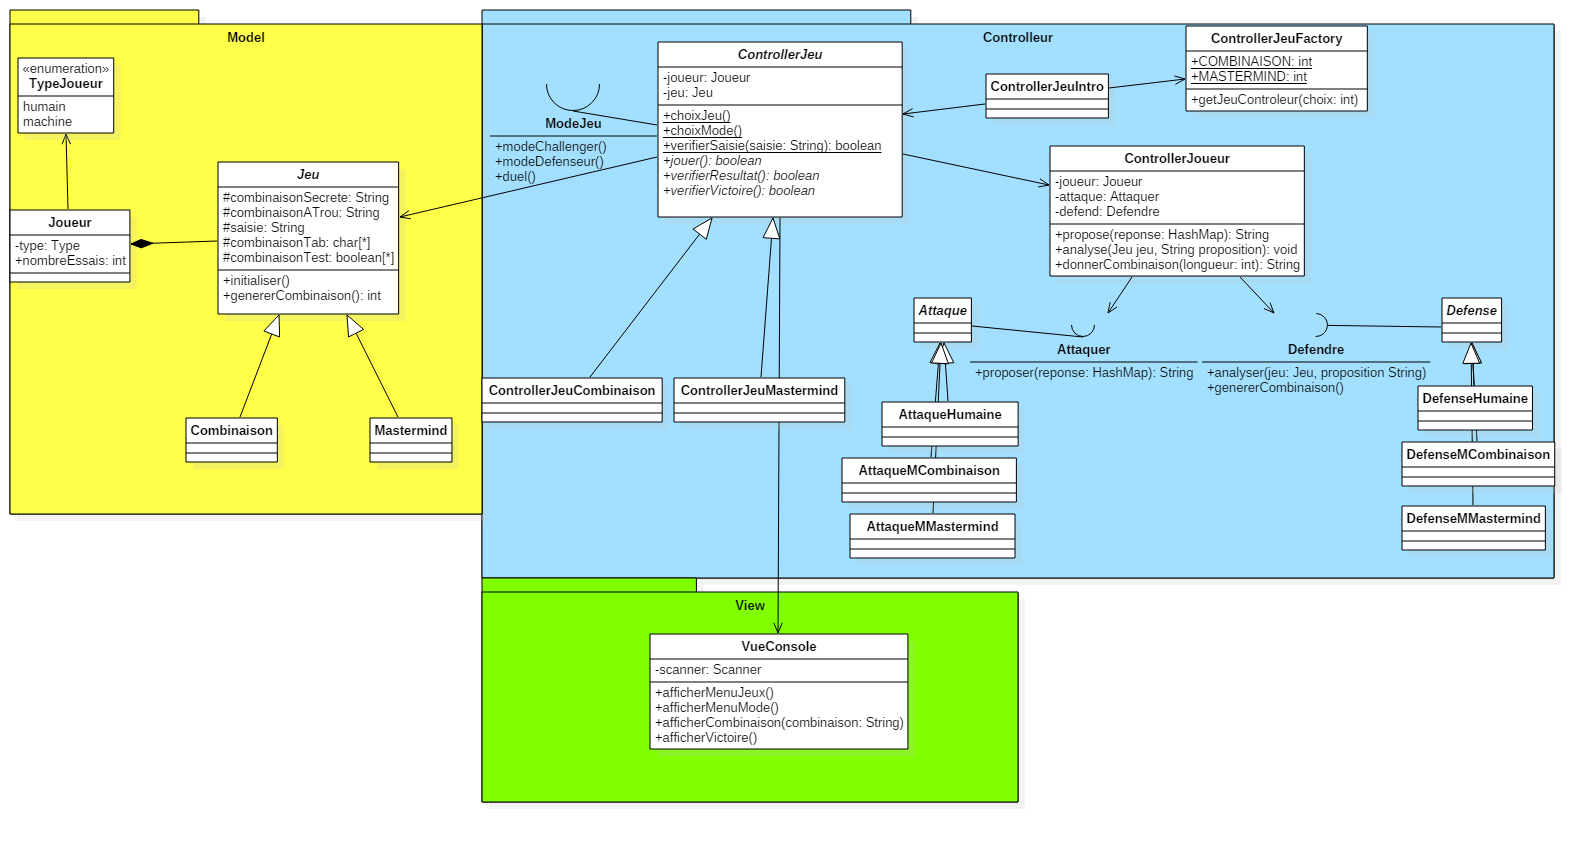 Model
«enumeration»
TypeJoueur
humain
machine
Joueur
-type: Type
+nombreEssais: int
Jeu
#combinaisonSecrete: String
#combinaisonATrou: String
#saisie: String
#combinaisonTab: char[*]
#combinaisonTest: boolean[*]
+initialiser()
+genererCombinaison(): int
Combinaison
Mastermind
Controlleur
ModeJeu
+modeChallenger()
+modeDefenseur()
+duel()
ControllerJeu
-joueur: Joueur
-jeu: Jeu
+choixJeu()
+choixMode()
+verifierSaisie(saisie: String): boolean
+jouer(): boolean
+verifierResultat(): boolean
+verifierVictoire(): boolean
ControllerJeuIntro
ControllerJeuFactory
+COMBINAISON: int
+MASTERMIND: int
+getJeuControleur(choix: int)
ControllerJoueur
-joueur: Joueur
-attaque: Attaquer
-defend: Defendre
+propose(reponse: HashMap): String
+analyse(Jeu jeu, String proposition): void
+donnerCombinaison(longueur: int): String
Attaque
Attaquer
+proposer(reponse: HashMap): String
Defendre
+analyser(jeu: Jeu, proposition String)
+genererCombinaison()
Defense
ControllerJeuCombinaison
ControllerJeuMastermind
AttaqueHumaine
AttaqueMCombinaison
AttaqueMMastermind
DefenseHumaine
DefenseMCombinaison
DefenseMMastermind
View
VueConsole
-scanner: Scanner
+afficherMenuJeux()
+afficherMenuMode()
+afficherCombinaison(combinaison: String)
+afficherVictoire()